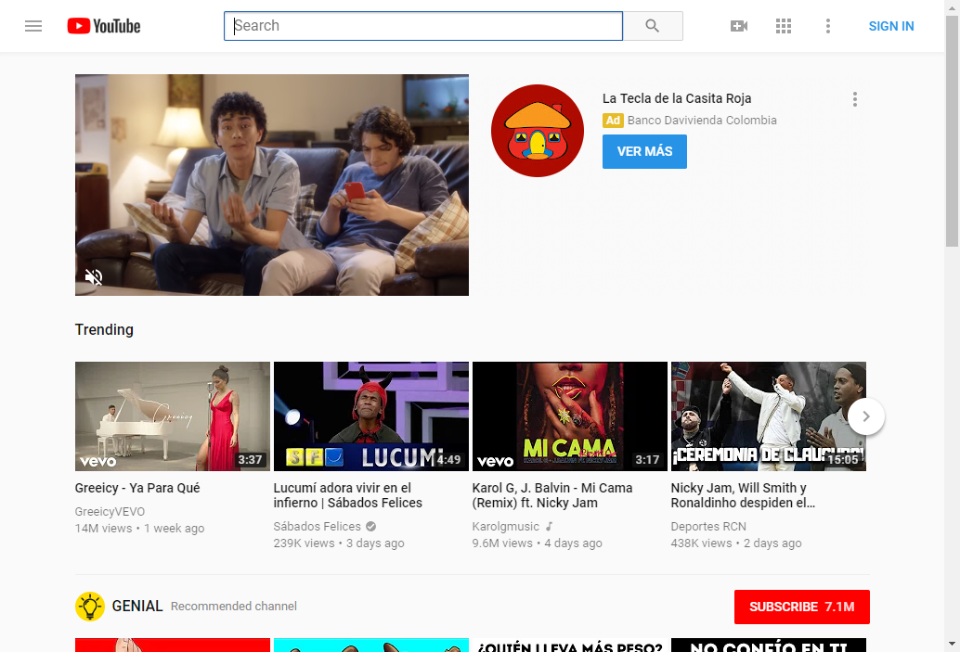 YouTube
Search
SIGN IN
La Tecla de la Casita Roja
Ad Banco Davivienda Colombia
VER MÁS
Trending
Greeicy
vevo
3:37
SFD LUCUMÍ
4:49
MI CAMA
vevo
3:17
¡CEREMONIA DE CLAUSURA!
15:05
Greeicy - Ya Para Qué
GreeicyVEVO
14M views • 1 week ago
Lucumí adora vivir en el
infierno | Sábados Felices
Sábados Felices
239K views • 3 days ago
Karol G, J. Balvin - Mi Cama
(Remix) ft. Nicky Jam
Karolgmusic
9.6M views • 4 days ago
Nicky Jam, Will Smith y
Ronaldinho despiden el...
Deportes RCN
438K views • 2 days ago
GENIAL Recommended channel
SUBSCRIBE 7.1M
¿QUIÉN LLEVA MÁS PESO?
NO CONFÍO EN TI